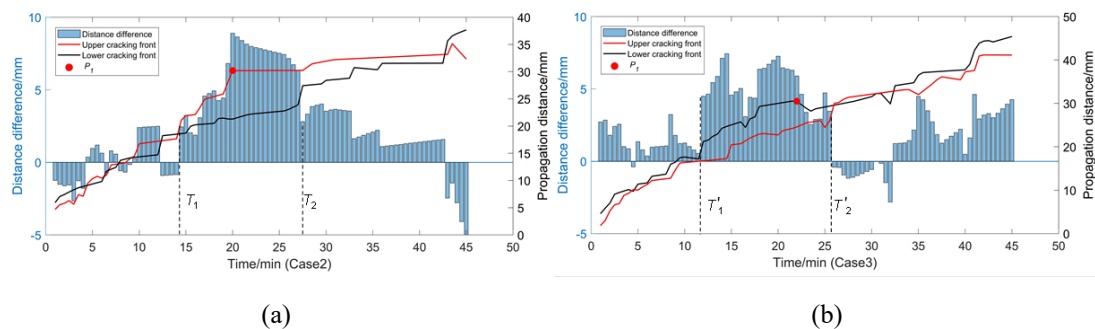 10
5
0
-5
Distance difference/mm
Distance difference
Upper cracking front
Lower cracking front
P1
T1
T2
40
35
30
25
20
15
10
5
0
Propagation distance/mm
0 5 10 15 20 25 30 35 40 45 50
Time/min (Case2)
(a)
10
5
0
-5
Distance difference/mm
Distance difference
Upper cracking front
Lower cracking front
P1
T'1
T'2
50
40
30
20
10
0
Propagation distance/mm
0 5 10 15 20 25 30 35 40 45 50
Time/min (Case3)
(b)